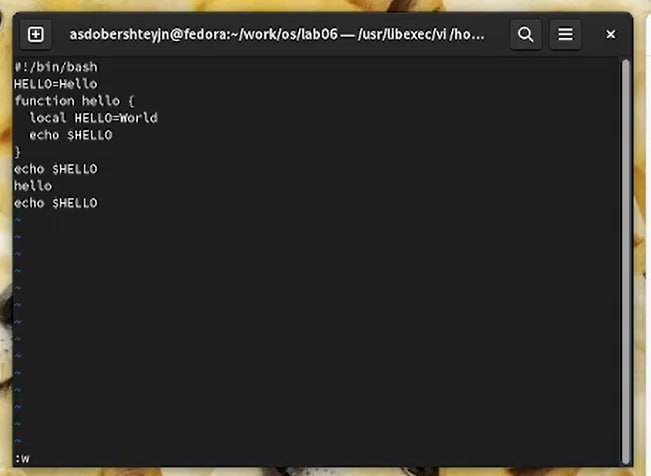 asdobershteyjn@fedora:~/work/os/lab06 — /usr/libexec/vi /ho...
#!/bin/bash
HELLO=Hello
function hello {
  local HELLO=World
  echo $HELLO
}
echo $HELLO
hello
echo $HELLO
~
~
~
~
~
~
~
~
~
~
~
~
~
~
:w